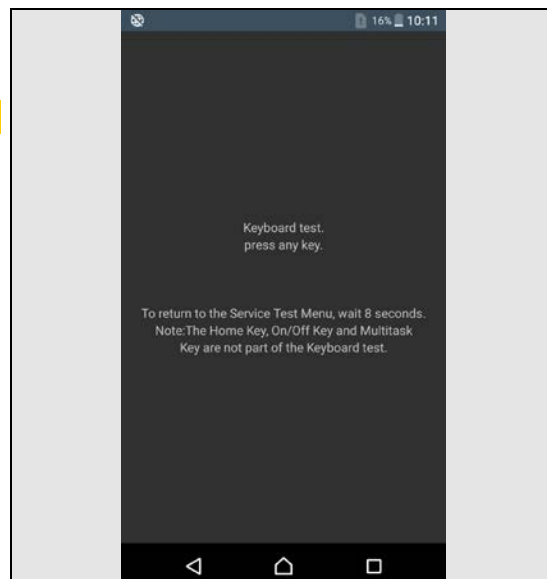 16% 10:11
Keyboard test.
press any key.
To return to the Service Test Menu, wait 8 seconds.
Note:The Home Key, On/Off Key and Multitask
Key are not part of the Keyboard test.